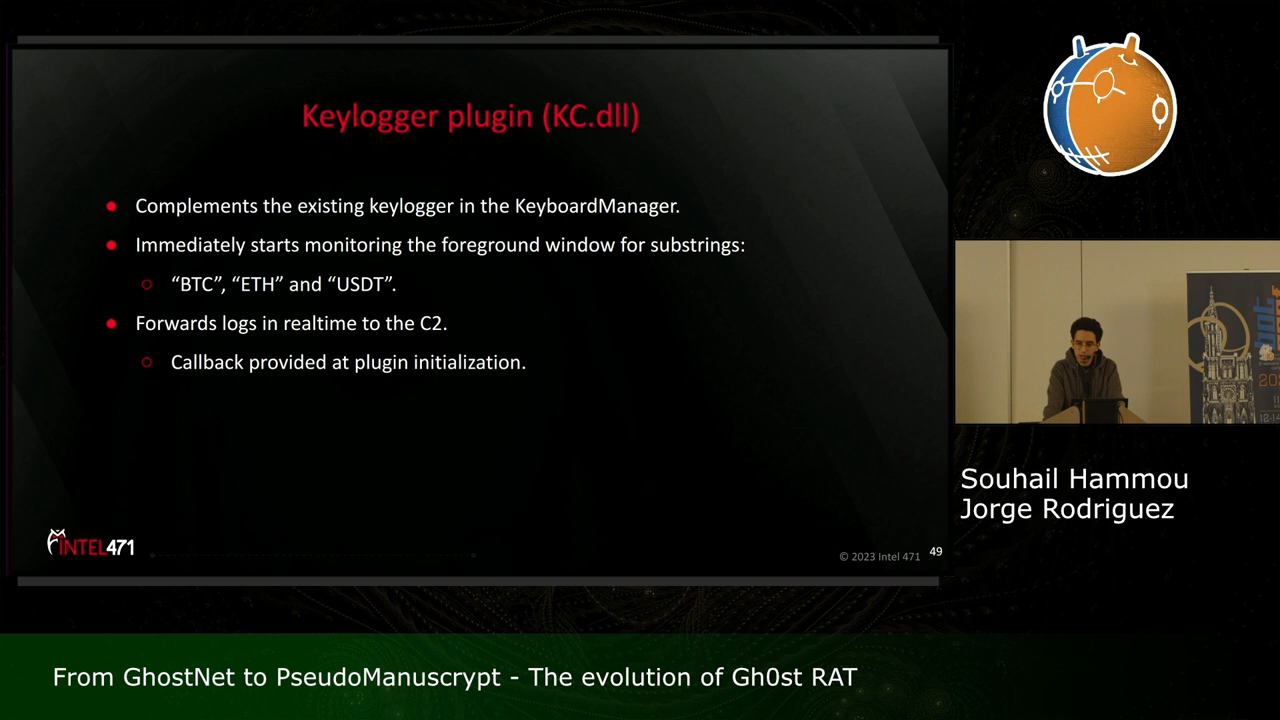 Keylogger plugin (KC.dll)
Complements the existing keylogger in the KeyboardManager.
Immediately starts monitoring the foreground window for substrings:
“BTC”, “ETH” and “USDT”.
Forwards logs in realtime to the C2.
Callback provided at plugin initialization.
INTEL471
© 2023 Intel 471
49
Souhail Hammou
Jorge Rodriguez
From GhostNet to PseudoManuscrypt - The evolution of Gh0st RAT